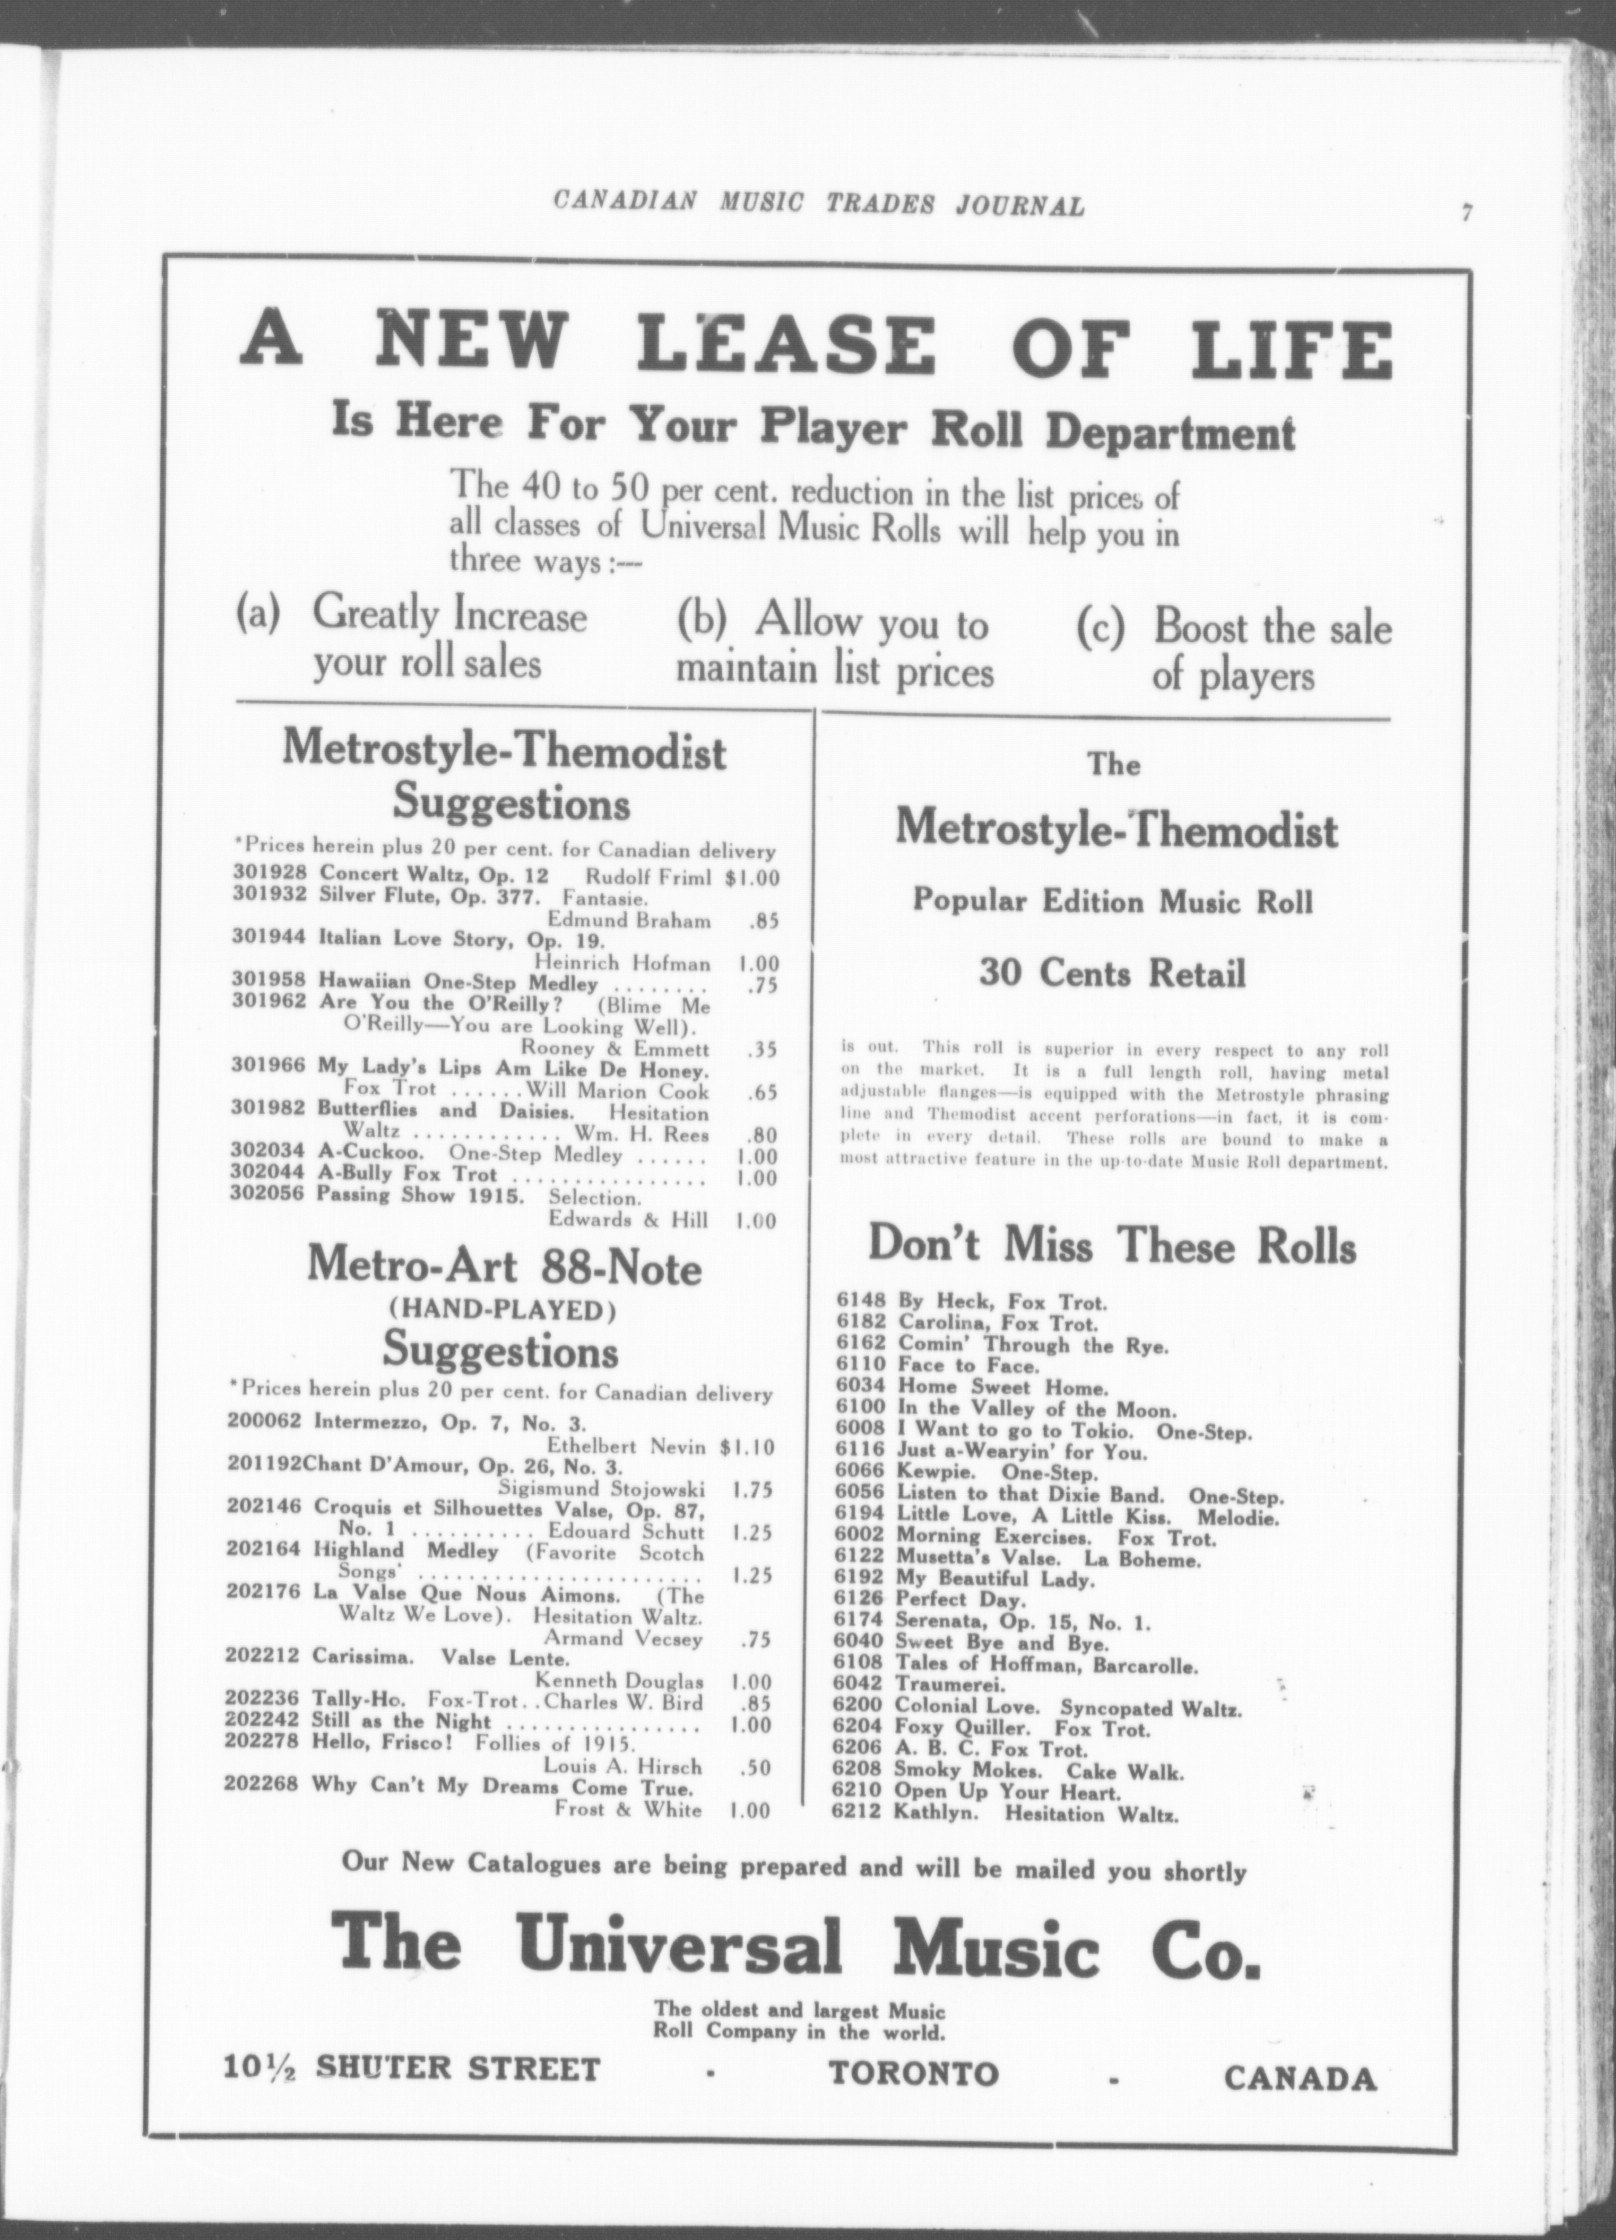 CANADIAN MUSIC TRADES JOURNAL 7
A NEW LEASE OF LIFE
Is Here For Your Player Roll Department
The 40 to 50 per cent. reduction in the list prices of
all classes of Universal Music Rolls will help you in
three ways:—
(a) Greatly Increase
your roll sales
(b) Allow you to
maintain list prices
(c) Boost the sale
of players
Metrostyle-Themodist
Suggestions
*Prices herein plus 20 per cent. for Canadian delivery
301928 Concert Waltz, Op. 12 Rudolf Friml $1.00
301932 Silver Flute, Op. 377. Fantasie.
Edmund Braham .85
301944 Italian Love Story, Op. 19.
Heinrich Hofman 1.00
301958 Hawaiian One-Step Medley ........ .75
301962 Are You the O'Reilly? (Blime Me
O'Reilly—You are Looking Well).
Rooney & Emmett .35
301966 My Lady's Lips Am Like De Honey.
Fox Trot ......Will Marion Cook .65
301982 Butterflies and Daisies. Hesitation
Waltz ............ Wm. H. Rees .80
302034 A-Cuckoo. One-Step Medley ...... 1.00
302044 A-Bully Fox Trot ................ 1.00
302056 Passing Show 1915. Selection.
Edwards & Hill 1.00
Metro-Art 88-Note
(HAND-PLAYED)
Suggestions
*Prices herein plus 20 per cent. for Canadian delivery
200062 Intermezzo, Op. 7, No. 3.
Ethelbert Nevin $1.10
201192Chant D'Amour, Op. 26, No. 3.
Sigismund Stojowski 1.75
202146 Croquis et Silhouettes Valse, Op. 87,
No. 1 .......... Edouard Schutt 1.25
202164 Highland Medley (Favorite Scotch
Songs' ....................... 1.25
202176 La Valse Que Nous Aimons. (The
Waltz We Love). Hesitation Waltz.
Armand Vecsey .75
202212 Carissima. Valse Lente.
Kenneth Douglas 1.00
202236 Tally-Ho. Fox-Trot..Charles W. Bird .85
202242 Still as the Night ................ 1.00
202278 Hello, Frisco! Follies of 1915.
Louis A. Hirsch .50
202268 Why Can't My Dreams Come True.
Frost & White 1.00
The
Metrostyle-Themodist
Popular Edition Music Roll
30 Cents Retail
is out. This roll is superior in every respect to any roll
on the market. It is a full length roll, having metal
adjustable flanges—is equipped with the Metrostyle phrasing
line and Themodist accent perforations—in fact, it is com-
plete in every detail. These rolls are bound to make a
most attractive feature in the up-to-date Music Roll department.
Don't Miss These Rolls
6148 By Heck, Fox Trot.
6182 Carolina, Fox Trot.
6162 Comin' Through the Rye.
6110 Face to Face.
6034 Home Sweet Home.
6100 In the Valley of the Moon.
6008 I Want to go to Tokio. One-Step.
6116 Just a-Wearyin' for You.
6066 Kewpie. One-Step.
6056 Listen to that Dixie Band. One-Step.
6194 Little Love, A Little Kiss. Melodie.
6002 Morning Exercises. Fox Trot.
6122 Musetta's Valse. La Boheme.
6192 My Beautiful Lady.
6126 Perfect Day.
6174 Serenata, Op. 15, No. 1.
6040 Sweet Bye and Bye.
6108 Tales of Hoffman, Barcarolle.
6042 Traumerei.
6200 Colonial Love. Syncopated Waltz.
6204 Foxy Quiller. Fox Trot.
6206 A. B. C. Fox Trot.
6208 Smoky Mokes. Cake Walk.
6210 Open Up Your Heart.
6212 Kathlyn. Hesitation Waltz.
Our New Catalogues are being prepared and will be mailed you shortly
The Universal Music Co.
The oldest and largest Music
Roll Company in the world.
10½ SHUTER STREET - TORONTO - CANADA